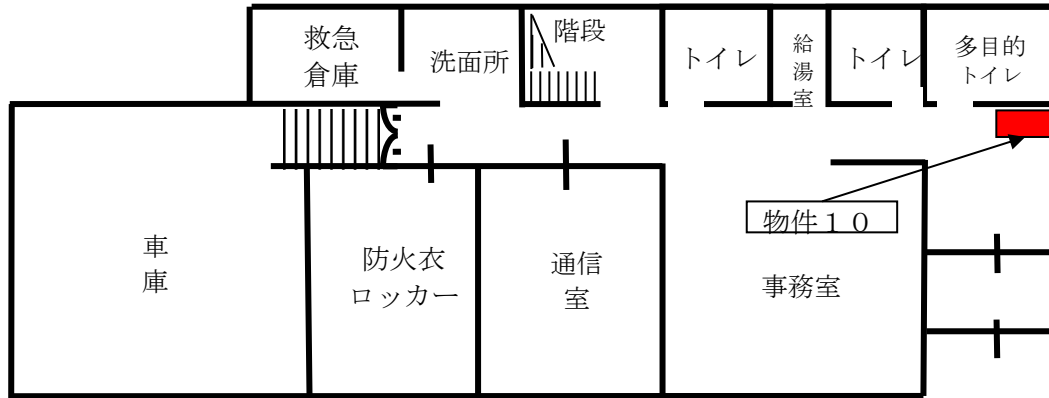 救急
倉庫
洗面所
階段
トイレ
給
湯
室
トイレ
多目的
トイレ
物件１０
車
庫
防火衣
ロッカー
通信
室
事務室